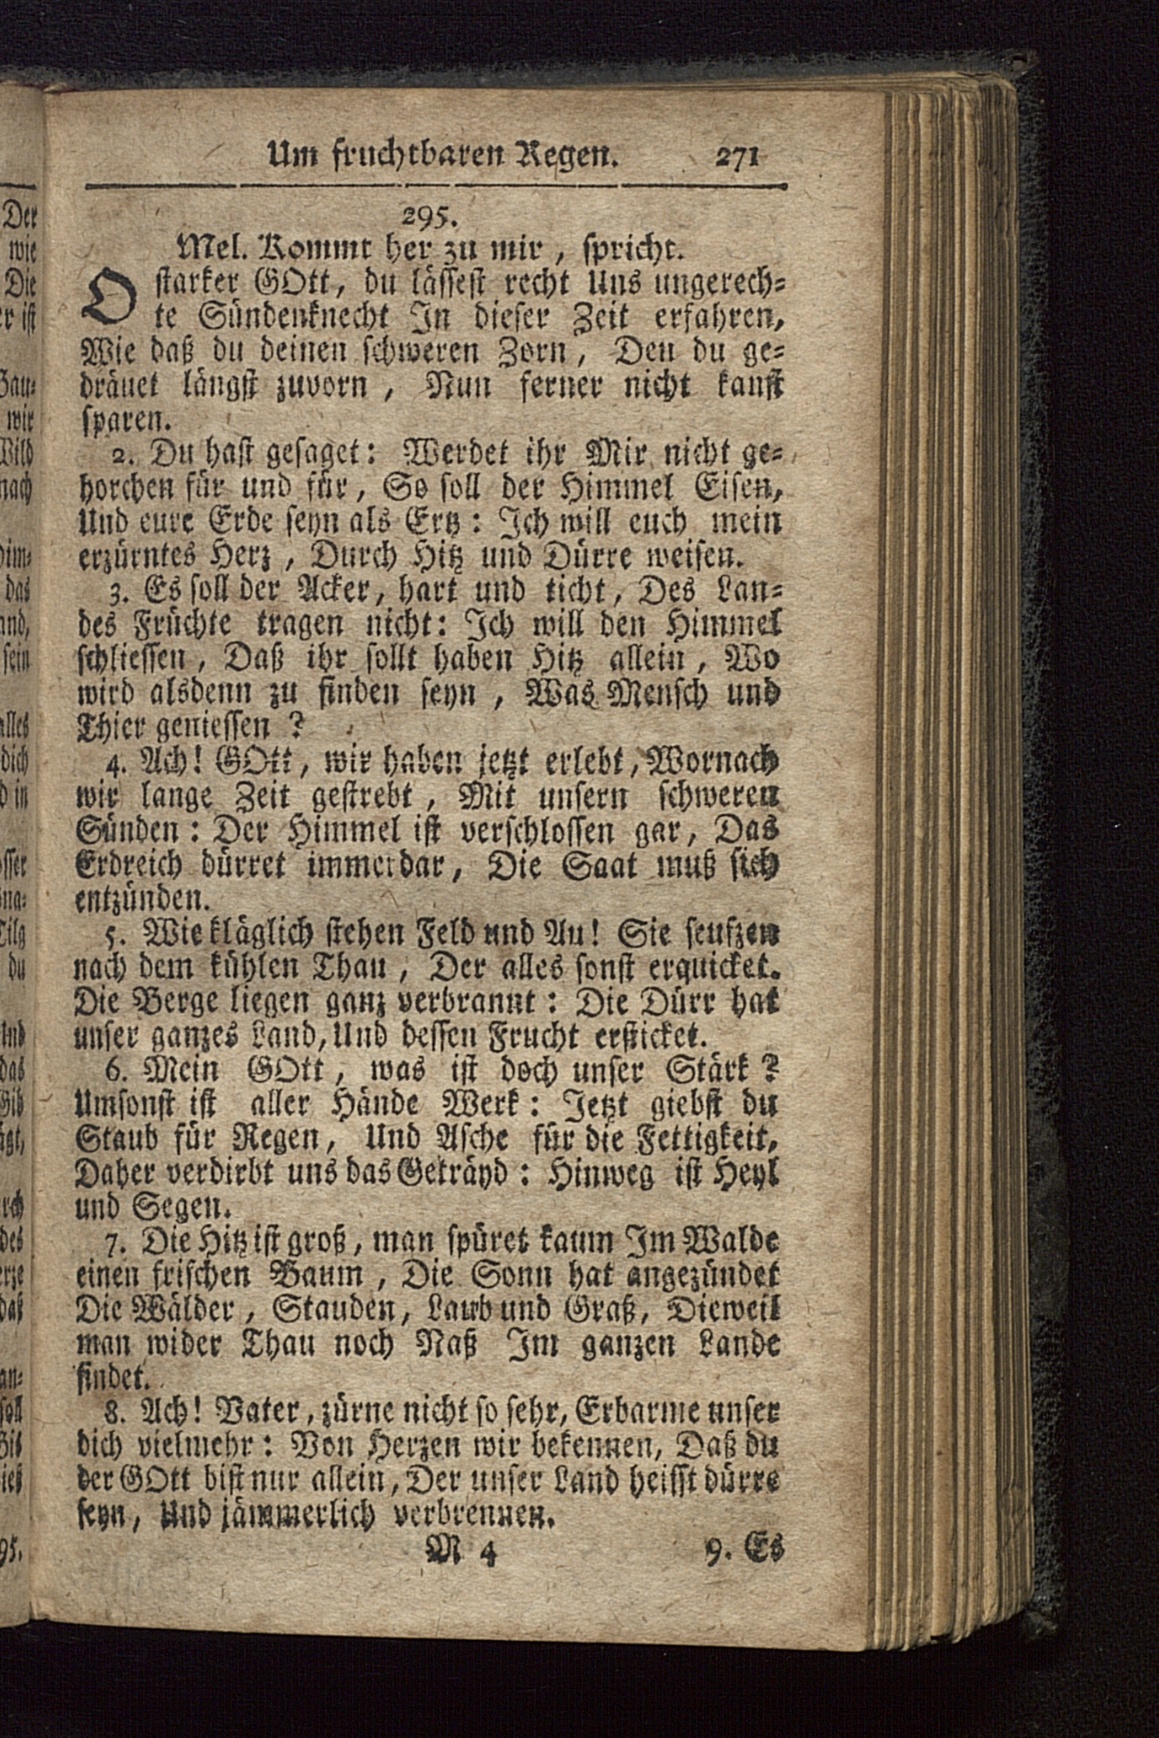 Um fruchtbaren Regen. 271
295.
Mel. Kommt her zu mir, spricht.
O starker GOtt, du lässest recht Uns ungerech-
te Sündenknecht In dieser Zeit erfahren,
Wie daß du deinen schweren Zorn, Den du ge-
dräuet längst zuvorn, Nun ferner nicht kanst
sparen.
2. Du hast gesaget: Werdet ihr Mir nicht ge-
horchen für und für, So soll der Himmel Eisen,
Und eure Erde seyn als Ertz: Ich will euch mein
erzürntes Herz, Durch Hitz und Dürre weisen.
3. Es soll der Acker, hart und ticht, Des Lan-
des Früchte tragen nicht: Ich will den Himmel
schliessen, Daß ihr sollt haben Hitz allein, Wo
wird alsdenn zu finden seyn, Was Mensch und
Thier geniessen?
4. Ach! GOtt, wir haben jetzt erlebt, Wornach
wir lange Zeit gestrebt, Mit unsern schweren
Sünden: Der Himmel ist verschlossen gar, Das
Erdreich dürret immerdar, Die Saat muß sich
entzünden.
5. Wie kläglich stehen Feld und Au! Sie seufzen
nach dem kühlen Thau, Der alles sonst erquicket.
Die Berge liegen ganz verbrannt: Die Dürr hat
unser ganzes Land, Und dessen Frucht ersticket.
6. Mein GOtt, was ist doch unser Stärk?
Umsonst ist aller Hände Werk: Jetzt giebst du
Staub für Regen, Und Asche für die Fettigkeit,
Daher verdirbt uns das Geträyd: Hinweg ist Heyl
und Segen.
7. Die Hitz ist groß, man spüret kaum Im Walde
einen frischen Baum, Die Sonn hat angezündet
Die Wälder, Stauden, Laub und Graß, Dieweil
man wider Thau noch Naß Im ganzen Lande
findet.
8. Ach! Vater, zürne nicht so sehr, Erbarme unser
dich vielmehr: Von Herzen wir bekennen, Daß du
der GOtt bist nur allein, Der unser Land heisst dürre
seyn, Und jämmerlich verbrennen.
M 4 9. Es